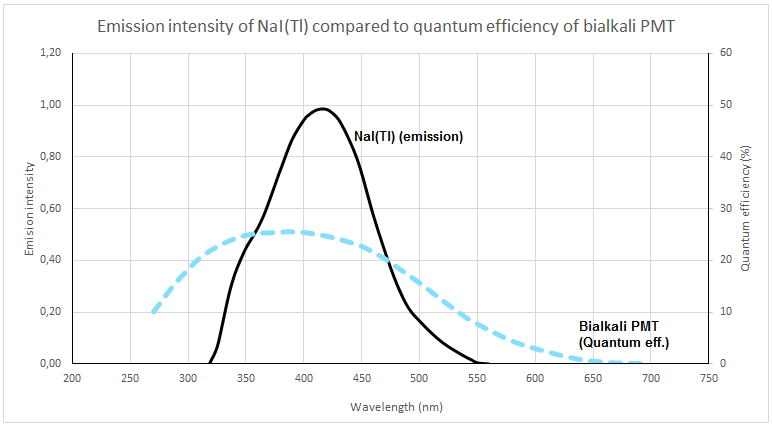 Emission intensity of NaI(Tl) compared to quantum efficiency of bialkali PMT
1,20
1,00
0,80
0,60
0,40
0,20
0,00
Emission intensity
60
50
40
30
20
10
0
Quantum efficiency (%)
NaI(Tl) (emission)
Bialkali PMT
(Quantum eff.)
200 250 300 350 400 450 500 550 600 650 700 750
Wavelength (nm)